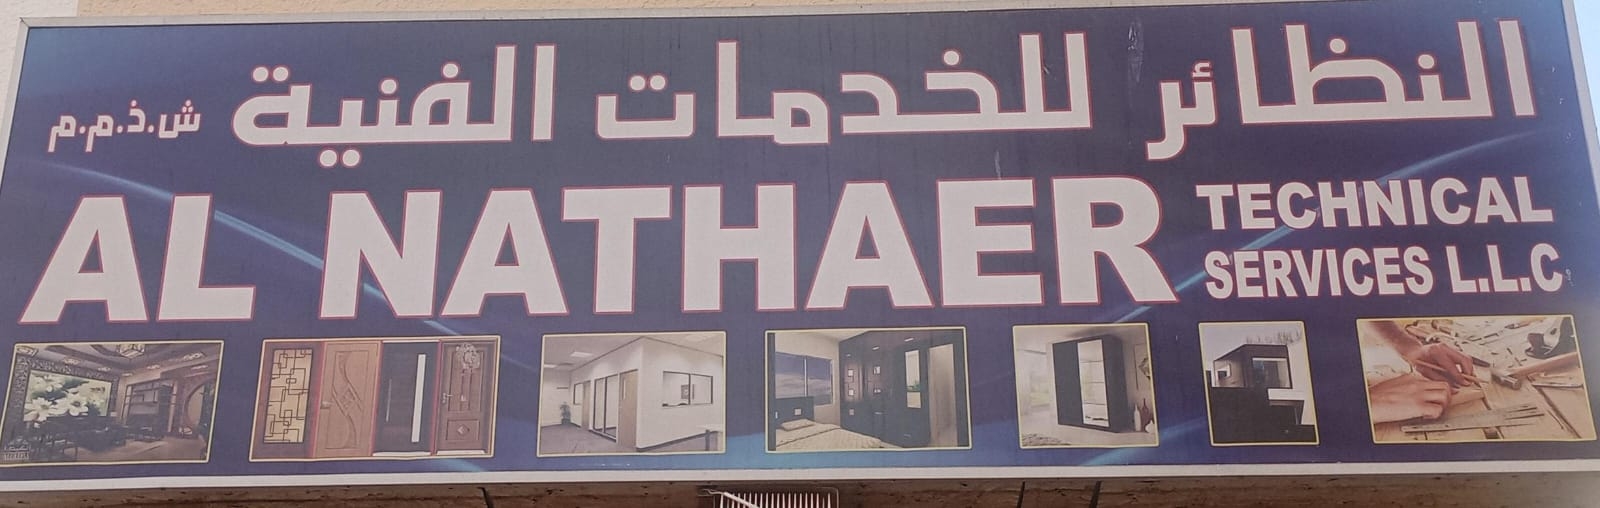 النظائر للخدمات الفنية ش.ذ.م.م
AL NATHAER TECHNICAL
SERVICES L.L.C